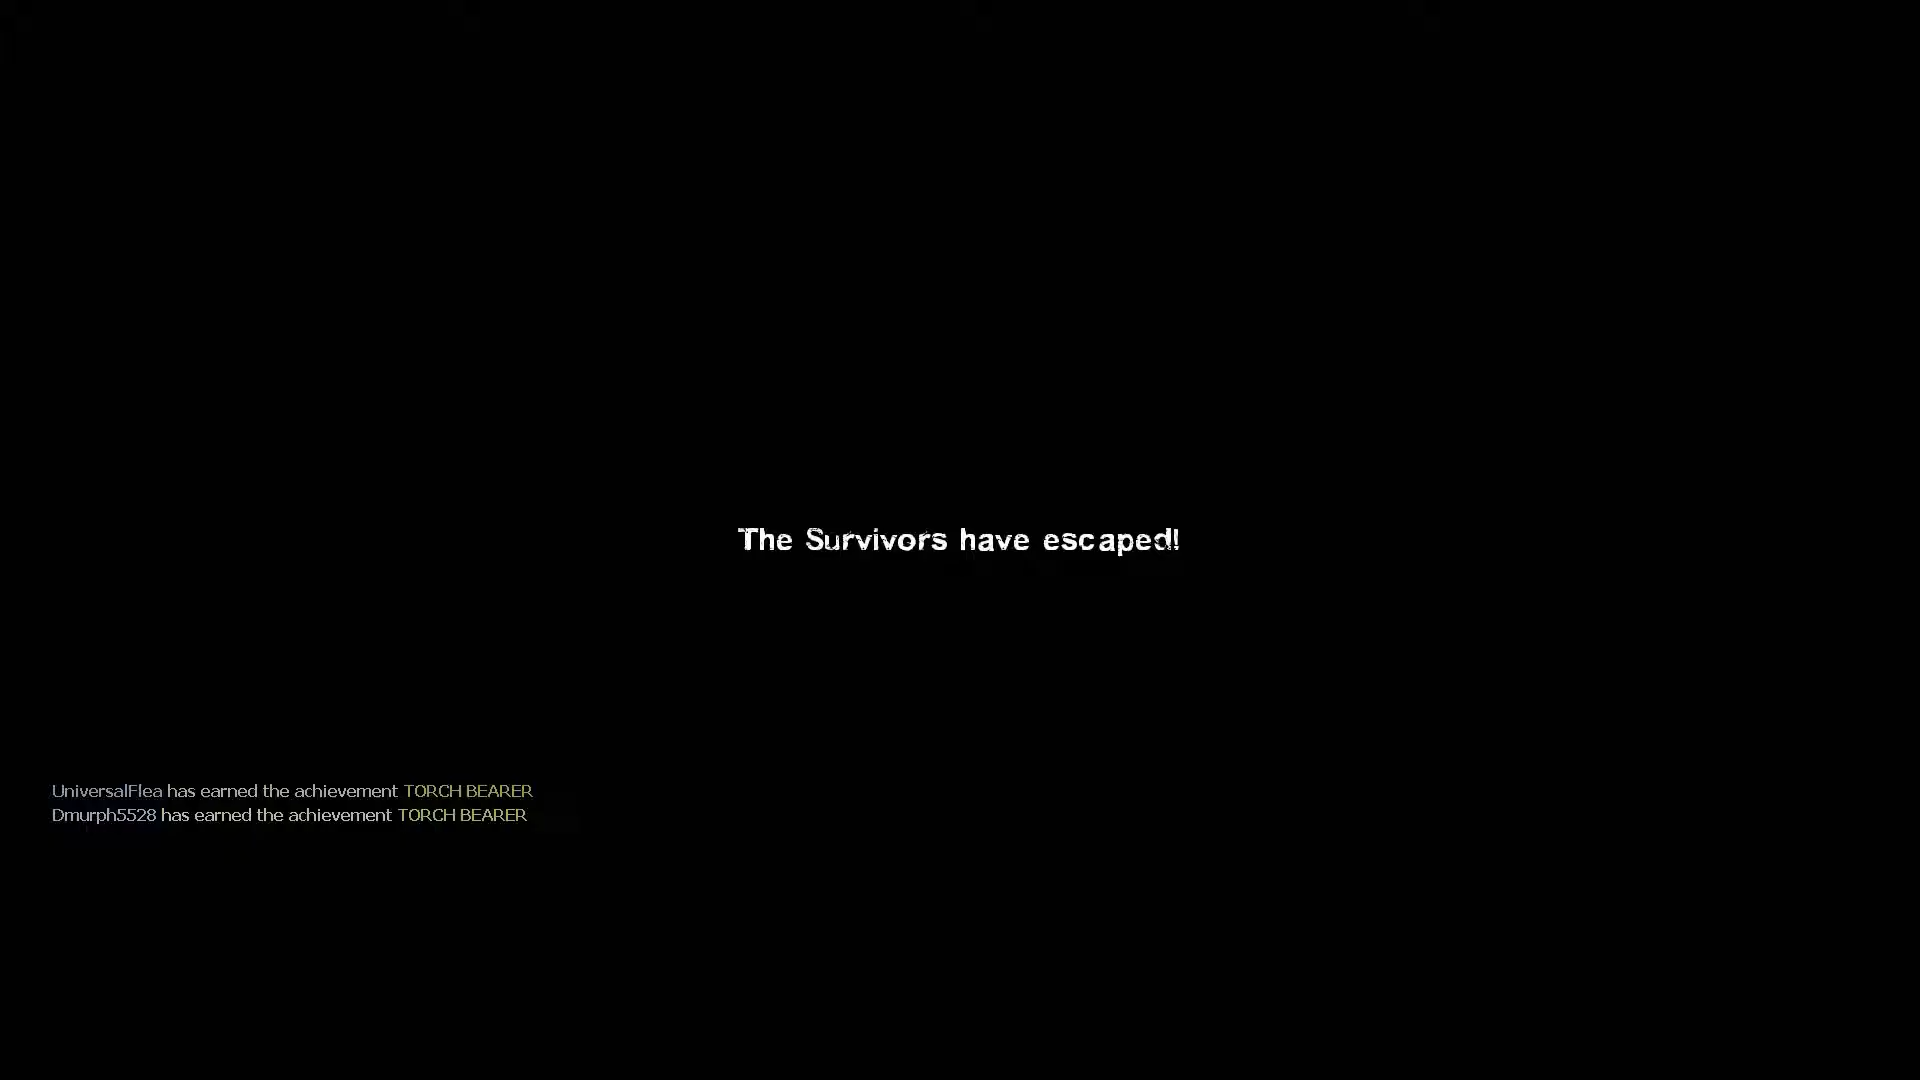 The Survivors have escaped!
UniversalFlea has earned the achievement TORCH BEARER
Dmurph5528 has earned the achievement TORCH BEARER